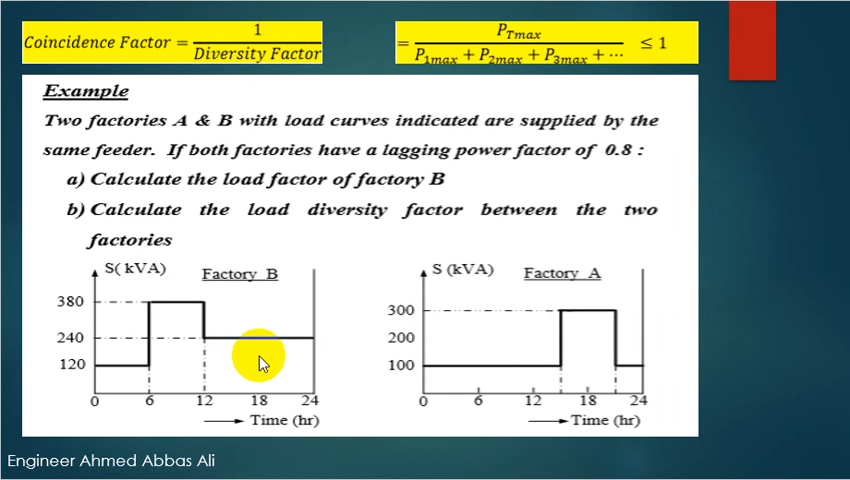 Coincidence Factor = 1 / Diversity Factor
= P_Tmax / P_1max + P_2max + P_3max + ⋯ ≤ 1
Example
Two factories A & B with load curves indicated are supplied by the
same feeder. If both factories have a lagging power factor of 0.8 :
a) Calculate the load factor of factory B
b) Calculate the load diversity factor between the two
factories
S( kVA)
Factory B
380
240
120
0 6 12 18 24
Time (hr)
S (kVA)
Factory A
300
200
100
0 6 12 18 24
Time (hr)
Engineer Ahmed Abbas Ali